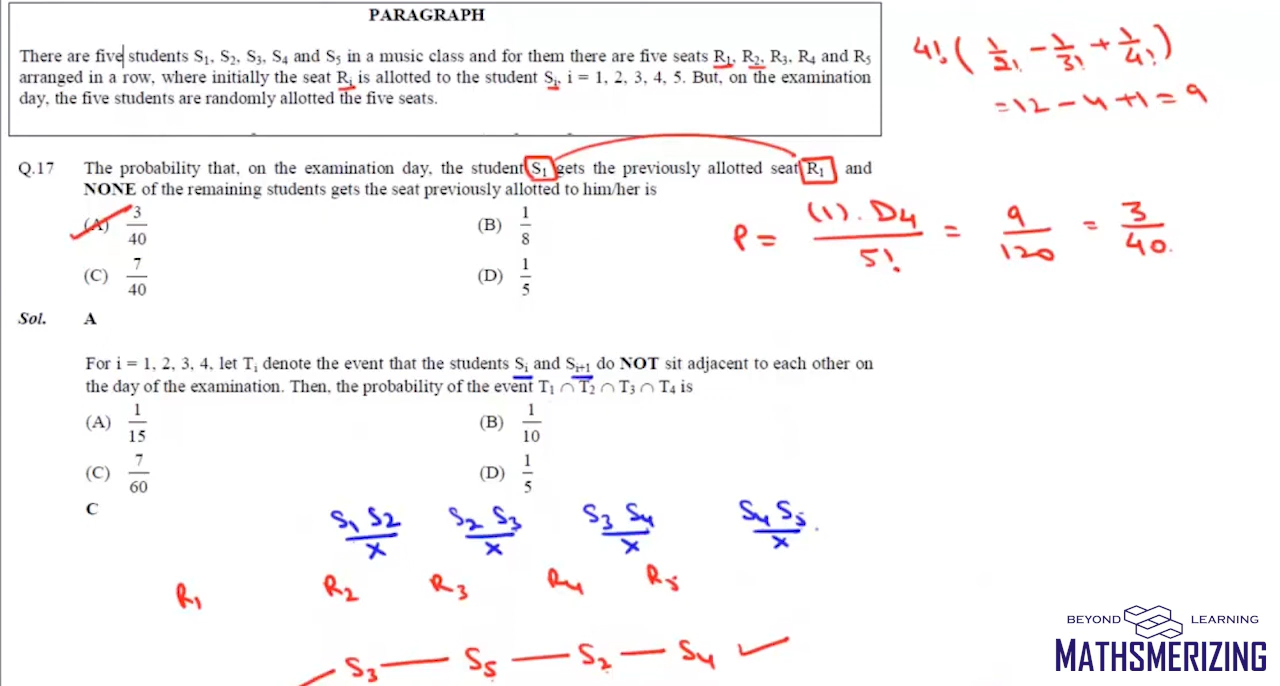 PARAGRAPH
There are five students S₁, S₂, S₃, S₄ and S₅ in a music class and for them there are five seats R₁, R₂, R₃, R₄ and R₅
arranged in a row, where initially the seat Rᵢ is allotted to the student Sᵢ, i = 1, 2, 3, 4, 5. But, on the examination
day, the five students are randomly allotted the five seats.
4! ( 1/2! - 1/3! + 1/4! )
= 12 - 4 + 1 = 9
Q.17 The probability that, on the examination day, the student S₁ gets the previously allotted seat R₁ and
NONE of the remaining students gets the seat previously allotted to him/her is
(A) 3/40 (B) 1/8
(C) 7/40 (D) 1/5
P = (1). D₄ / 5! = 9/120 = 3/40.
Sol. A
For i = 1, 2, 3, 4, let Tᵢ denote the event that the students Sᵢ and Sᵢ₊₁ do NOT sit adjacent to each other on
the day of the examination. Then, the probability of the event T₁ ∩ T₂ ∩ T₃ ∩ T₄ is
(A) 1/15 (B) 1/10
(C) 7/60 (D) 1/5
C
S₁ S₂ S₂ S₃ S₃ S₄ S₄ S₅
x x x x
R₁ R₂ R₃ R₄ R₅
S₃ — S₅ — S₂ — S₄
BEYOND LEARNING
MATHSMERIZING